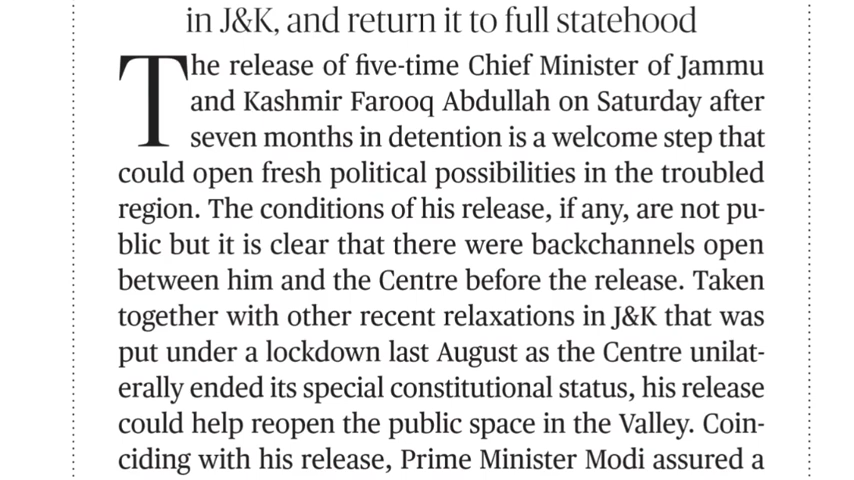 in J&K, and return it to full statehood
The release of five-time Chief Minister of Jammu
and Kashmir Farooq Abdullah on Saturday after
seven months in detention is a welcome step that
could open fresh political possibilities in the troubled
region. The conditions of his release, if any, are not pu-
blic but it is clear that there were backchannels open
between him and the Centre before the release. Taken
together with other recent relaxations in J&K that was
put under a lockdown last August as the Centre unilat-
erally ended its special constitutional status, his release
could help reopen the public space in the Valley. Coin-
ciding with his release, Prime Minister Modi assured a